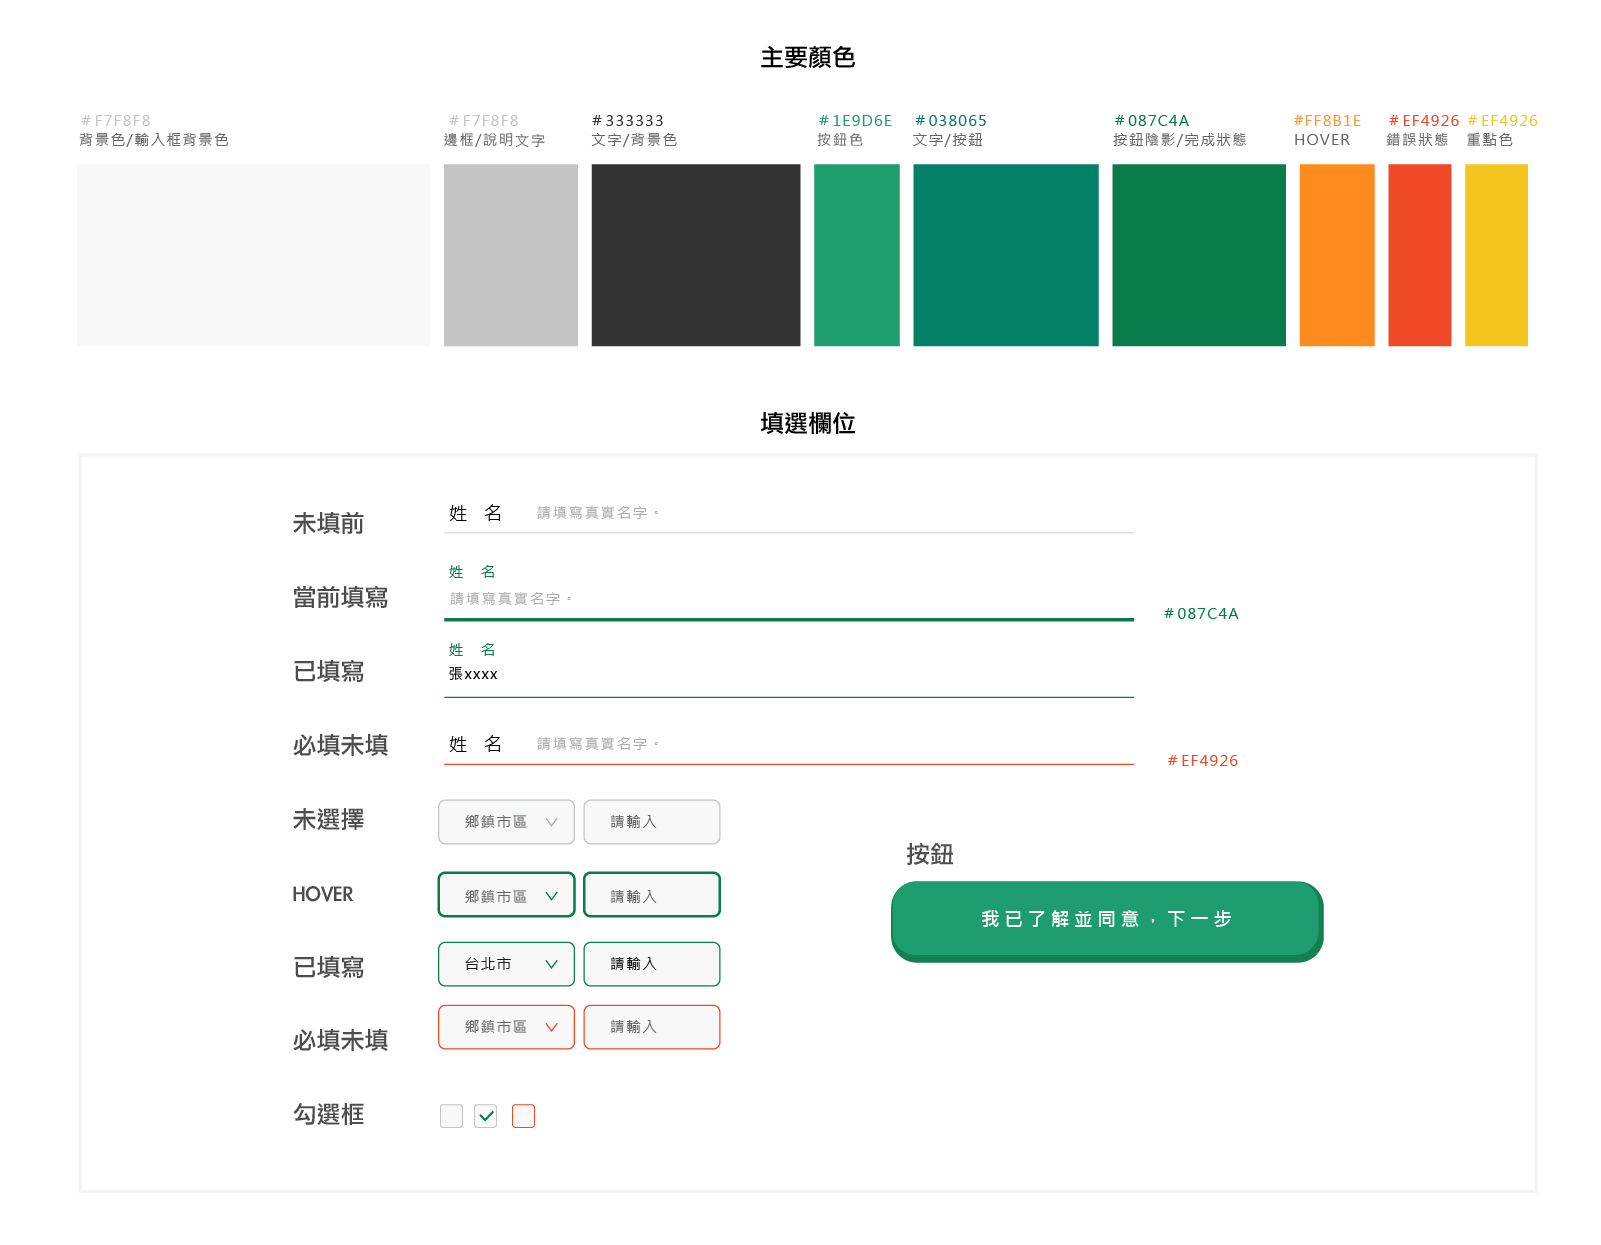 主要顏色
#F7F8F8
背景色/輸入框背景色
#F7F8F8
邊框/說明文字
#333333
文字/背景色
#1E9D6E
按鈕色
#038065
文字/按鈕
#087C4A
按鈕陰影/完成狀態
#FF8B1E
HOVER
#EF4926
錯誤狀態
#EF4926
重點色
填選欄位
未填前
姓 名 請填寫真實名字。
當前填寫
姓 名
請填寫真實名字。
#087C4A
已填寫
姓 名
張xxxx
必填未填
姓 名 請填寫真實名字。
#EF4926
未選擇
鄉鎮市區 請輸入
HOVER
鄉鎮市區 請輸入
已填寫
台北市 請輸入
必填未填
鄉鎮市區 請輸入
勾選框
按鈕
我已了解並同意，下一步